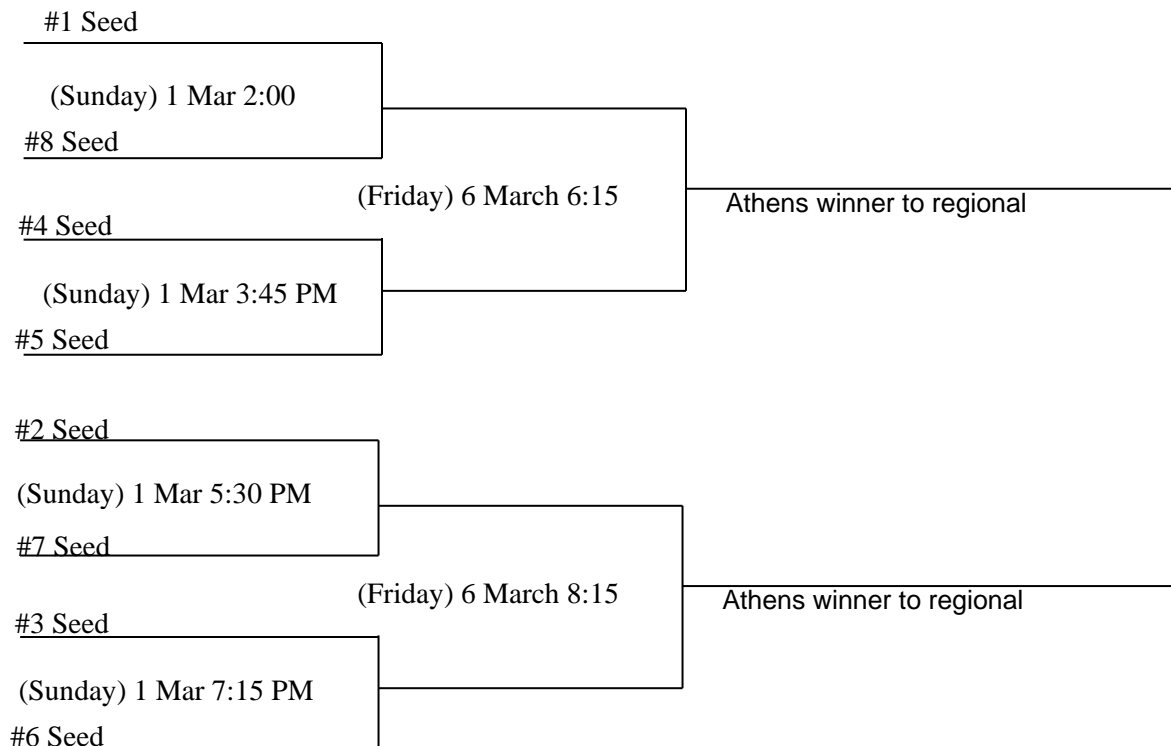 #1 Seed
(Sunday) 1 Mar 2:00
#8 Seed
(Friday) 6 March 6:15
Athens winner to regional
#4 Seed
(Sunday) 1 Mar 3:45 PM
#5 Seed
#2 Seed
(Sunday) 1 Mar 5:30 PM
#7 Seed
(Friday) 6 March 8:15
Athens winner to regional
#3 Seed
(Sunday) 1 Mar 7:15 PM
#6 Seed